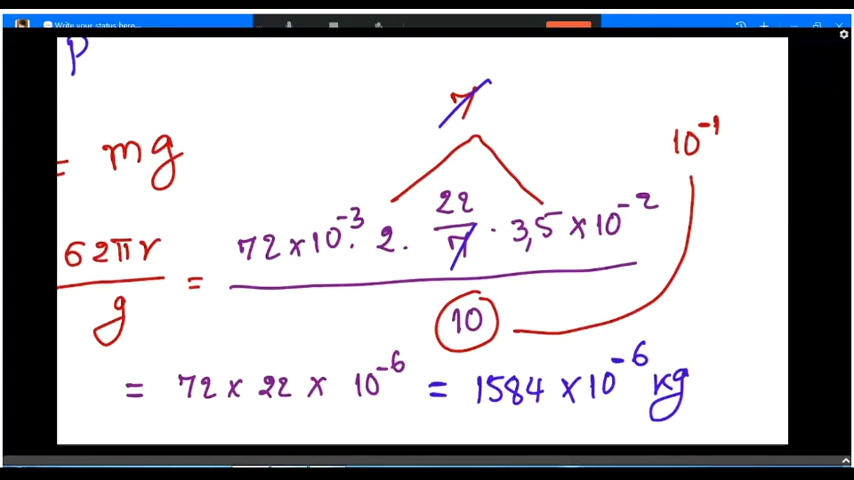 Write your status here...
P
= mg
7
10⁻¹
62πr / g = 72 x 10⁻³ . 2 . 22/7 . 3,5 x 10⁻² / 10
= 72 x 22 x 10⁻⁶ = 1584 x 10⁻⁶ kg